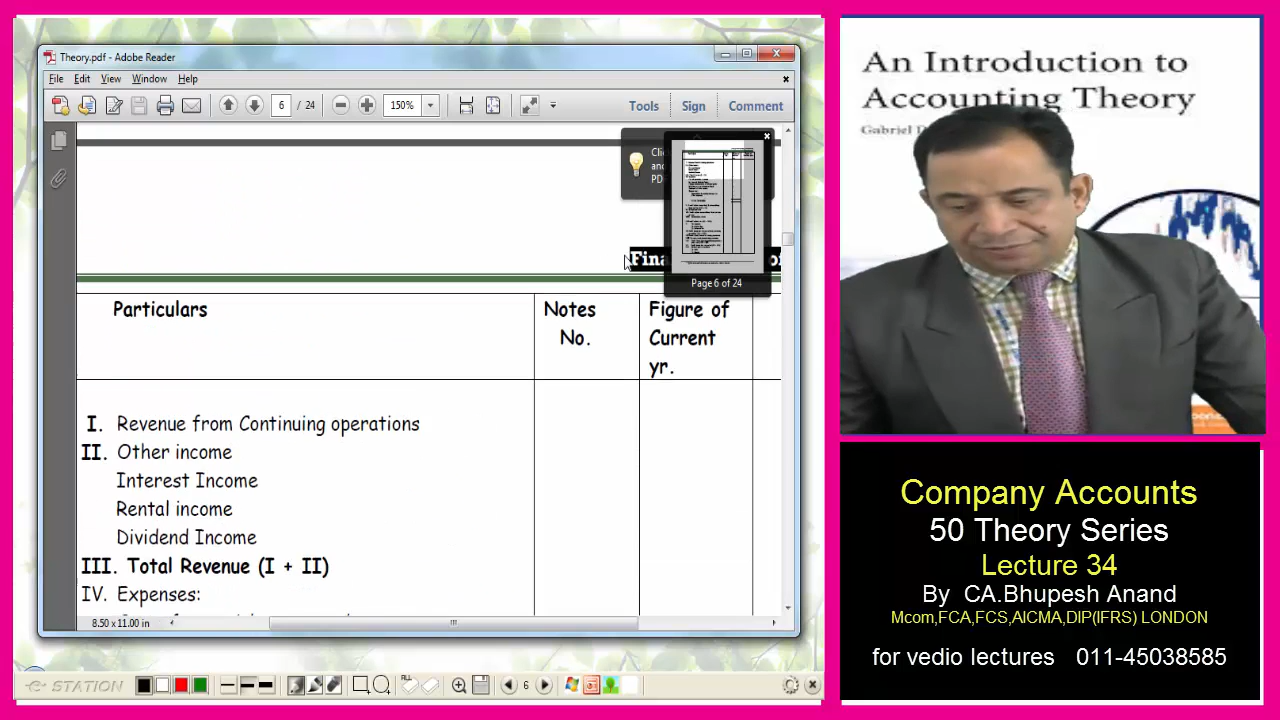 Theory.pdf - Adobe Reader
File Edit View Window Help
6 / 24
150%
Tools Sign Comment
Page 6 of 24
Particulars
Notes No.
Figure of Current yr.
I. Revenue from Continuing operations
II. Other income
Interest Income
Rental income
Dividend Income
III. Total Revenue (I + II)
IV. Expenses:
8.50 x 11.00 in
e STATION
6
An Introduction to
Accounting Theory
Company Accounts
50 Theory Series
Lecture 34
By CA.Bhupesh Anand
Mcom,FCA,FCS,AICMA,DIP(IFRS) LONDON
for vedio lectures 011-45038585